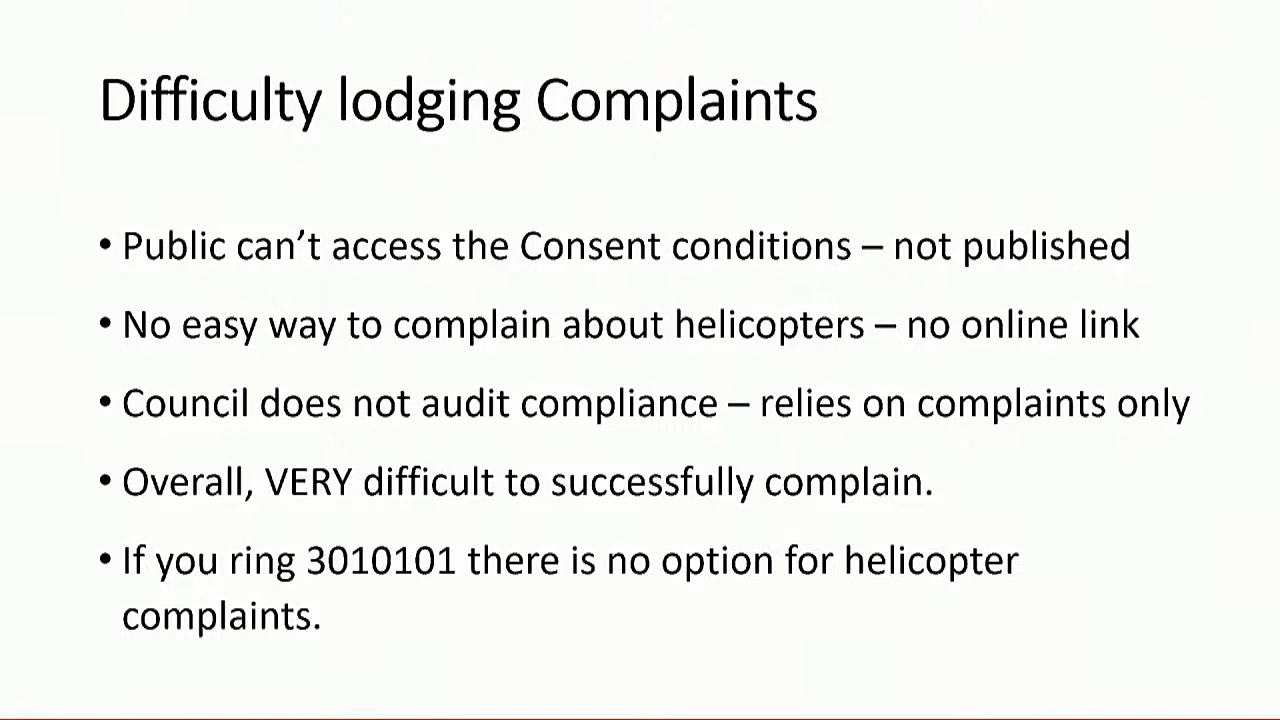 Difficulty lodging Complaints
• Public can’t access the Consent conditions – not published
• No easy way to complain about helicopters – no online link
• Council does not audit compliance – relies on complaints only
• Overall, VERY difficult to successfully complain.
• If you ring 3010101 there is no option for helicopter
complaints.